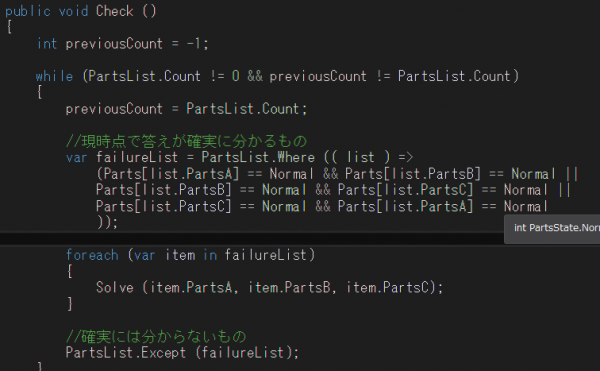 public void Check ()
{
int previousCount = -1;
while (PartsList.Count != 0 && previousCount != PartsList.Count)
{
previousCount = PartsList.Count;
//現時点で答えが確実に分かるもの
var failureList = PartsList.Where (( list ) =>
(Parts[list.PartsA] == Normal && Parts[list.PartsB] == Normal ||
Parts[list.PartsB] == Normal && Parts[list.PartsC] == Normal ||
Parts[list.PartsC] == Normal && Parts[list.PartsA] == Normal
));
int PartsState.Nor
foreach (var item in failureList)
{
Solve (item.PartsA, item.PartsB, item.PartsC);
}
//確実には分からないもの
PartsList.Except (failureList);